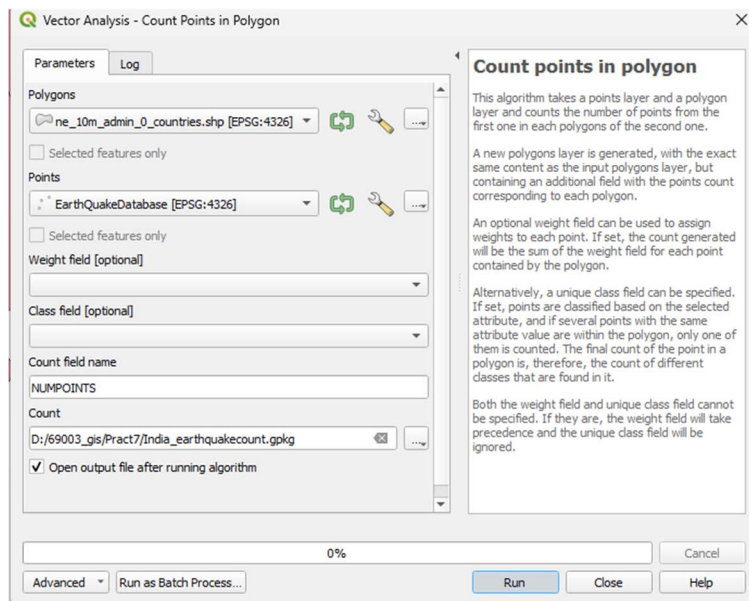 Vector Analysis - Count Points in Polygon
Parameters
Log
Polygons
ne_10m_admin_0_countries.shp [EPSG:4326]
...
Selected features only
Points
EarthQuakeDatabase [EPSG:4326]
...
Selected features only
Weight field [optional]
Class field [optional]
Count field name
NUMPOINTS
Count
D:/69003_gis/Pract7/India_earthquakecount.gpkg
...
Open output file after running algorithm
Count points in polygon
This algorithm takes a points layer and a polygon
layer and counts the number of points from the
first one in each polygons of the second one.
A new polygons layer is generated, with the exact
same content as the input polygons layer, but
containing an additional field with the points count
corresponding to each polygon.
An optional weight field can be used to assign
weights to each point. If set, the count generated
will be the sum of the weight field for each point
contained by the polygon.
Alternatively, a unique class field can be specified.
If set, points are classified based on the selected
attribute, and if several points with the same
attribute value are within the polygon, only one of
them is counted. The final count of the point in a
polygon is, therefore, the count of different
classes that are found in it.
Both the weight field and unique class field cannot
be specified. If they are, the weight field will take
precedence and the unique class field will be
ignored.
0%
Cancel
Advanced
Run as Batch Process...
Run
Close
Help